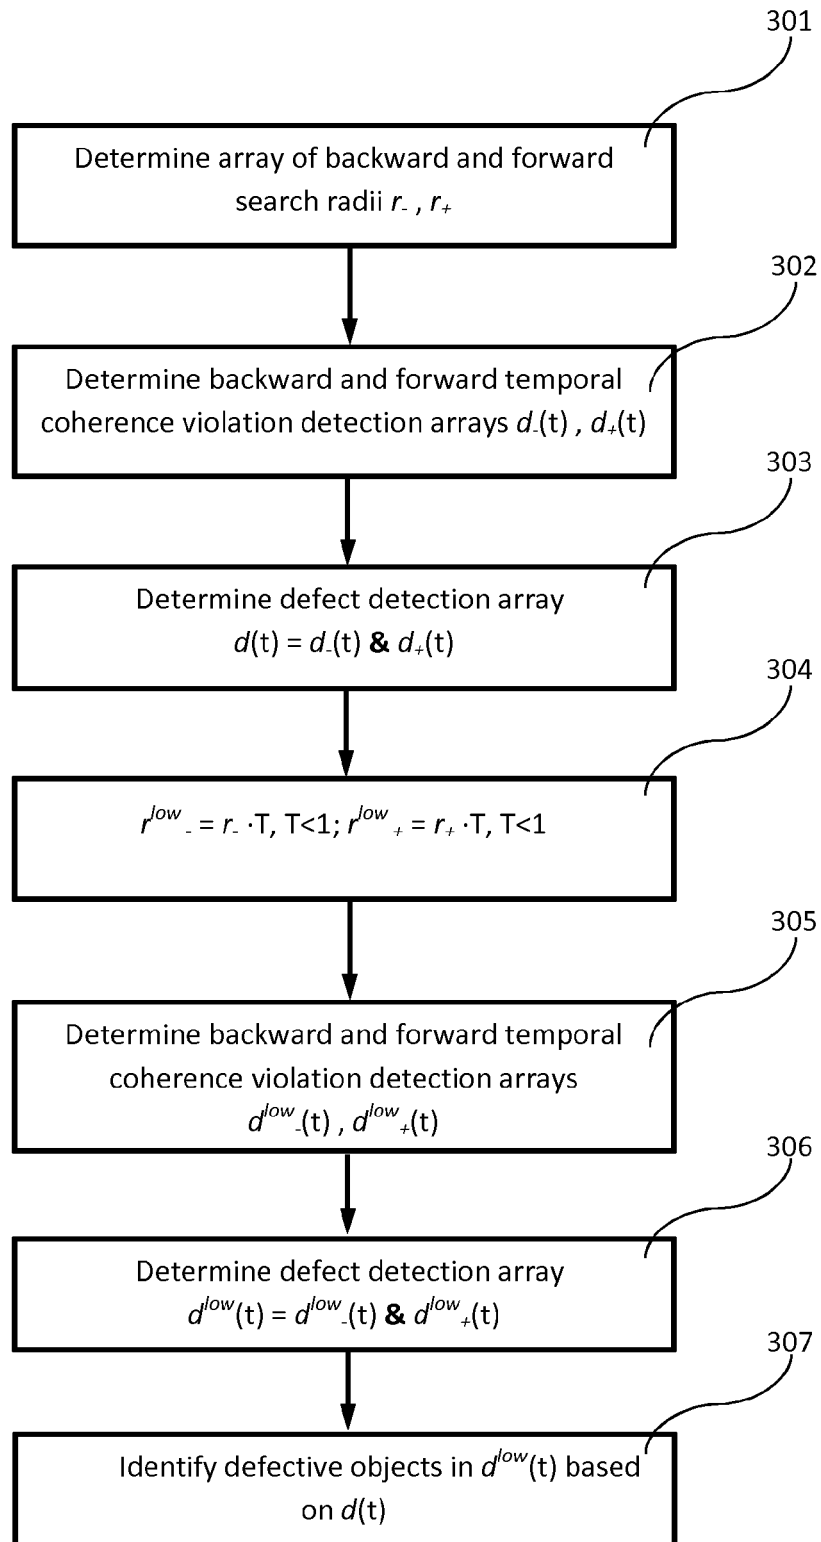 301
Determine array of backward and forward
search radii r₋ , r₊
302
Determine backward and forward temporal
coherence violation detection arrays d₋(t) , d₊(t)
303
Determine defect detection array
d(t) = d₋(t) & d₊(t)
304
r^low₋ = r₋ ·T, T<1; r^low₊ = r₊ ·T, T<1
305
Determine backward and forward temporal
coherence violation detection arrays
d^low₋(t) , d^low₊(t)
306
Determine defect detection array
d^low(t) = d^low₋(t) & d^low₊(t)
307
Identify defective objects in d^low(t) based
on d(t)